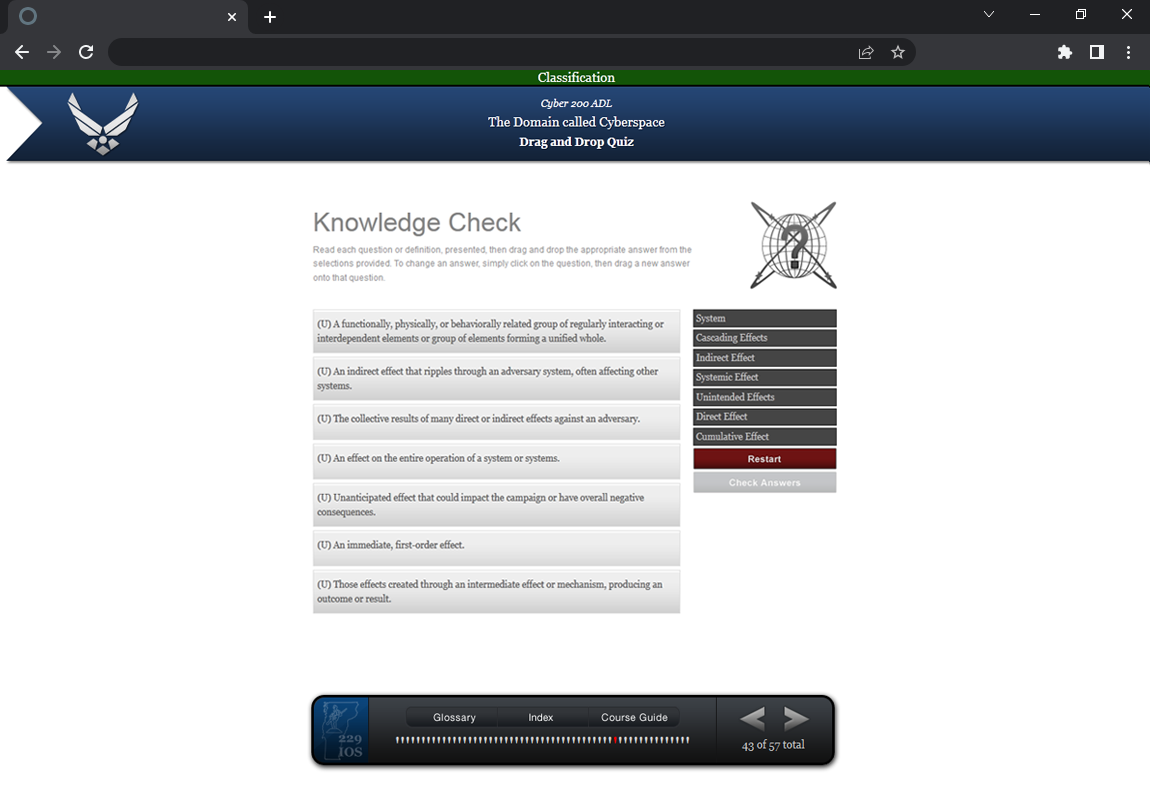 Classification
Cyber 200 ADL
The Domain called Cyberspace
Drag and Drop Quiz
Knowledge Check
Read each question or definition, presented, then drag and drop the appropriate answer from the
selections provided. To change an answer, simply click on the question, then drag a new answer
onto that question.
(U) A functionally, physically, or behaviorally related group of regularly interacting or
interdependent elements or group of elements forming a unified whole.
(U) An indirect effect that ripples through an adversary system, often affecting other
systems.
(U) The collective results of many direct or indirect effects against an adversary.
(U) An effect on the entire operation of a system or systems.
(U) Unanticipated effect that could impact the campaign or have overall negative
consequences.
(U) An immediate, first-order effect.
(U) Those effects created through an intermediate effect or mechanism, producing an
outcome or result.
System
Cascading Effects
Indirect Effect
Systemic Effect
Unintended Effects
Direct Effect
Cumulative Effect
Restart
Check Answers
229
IOS
Glossary
Index
Course Guide
43 of 57 total